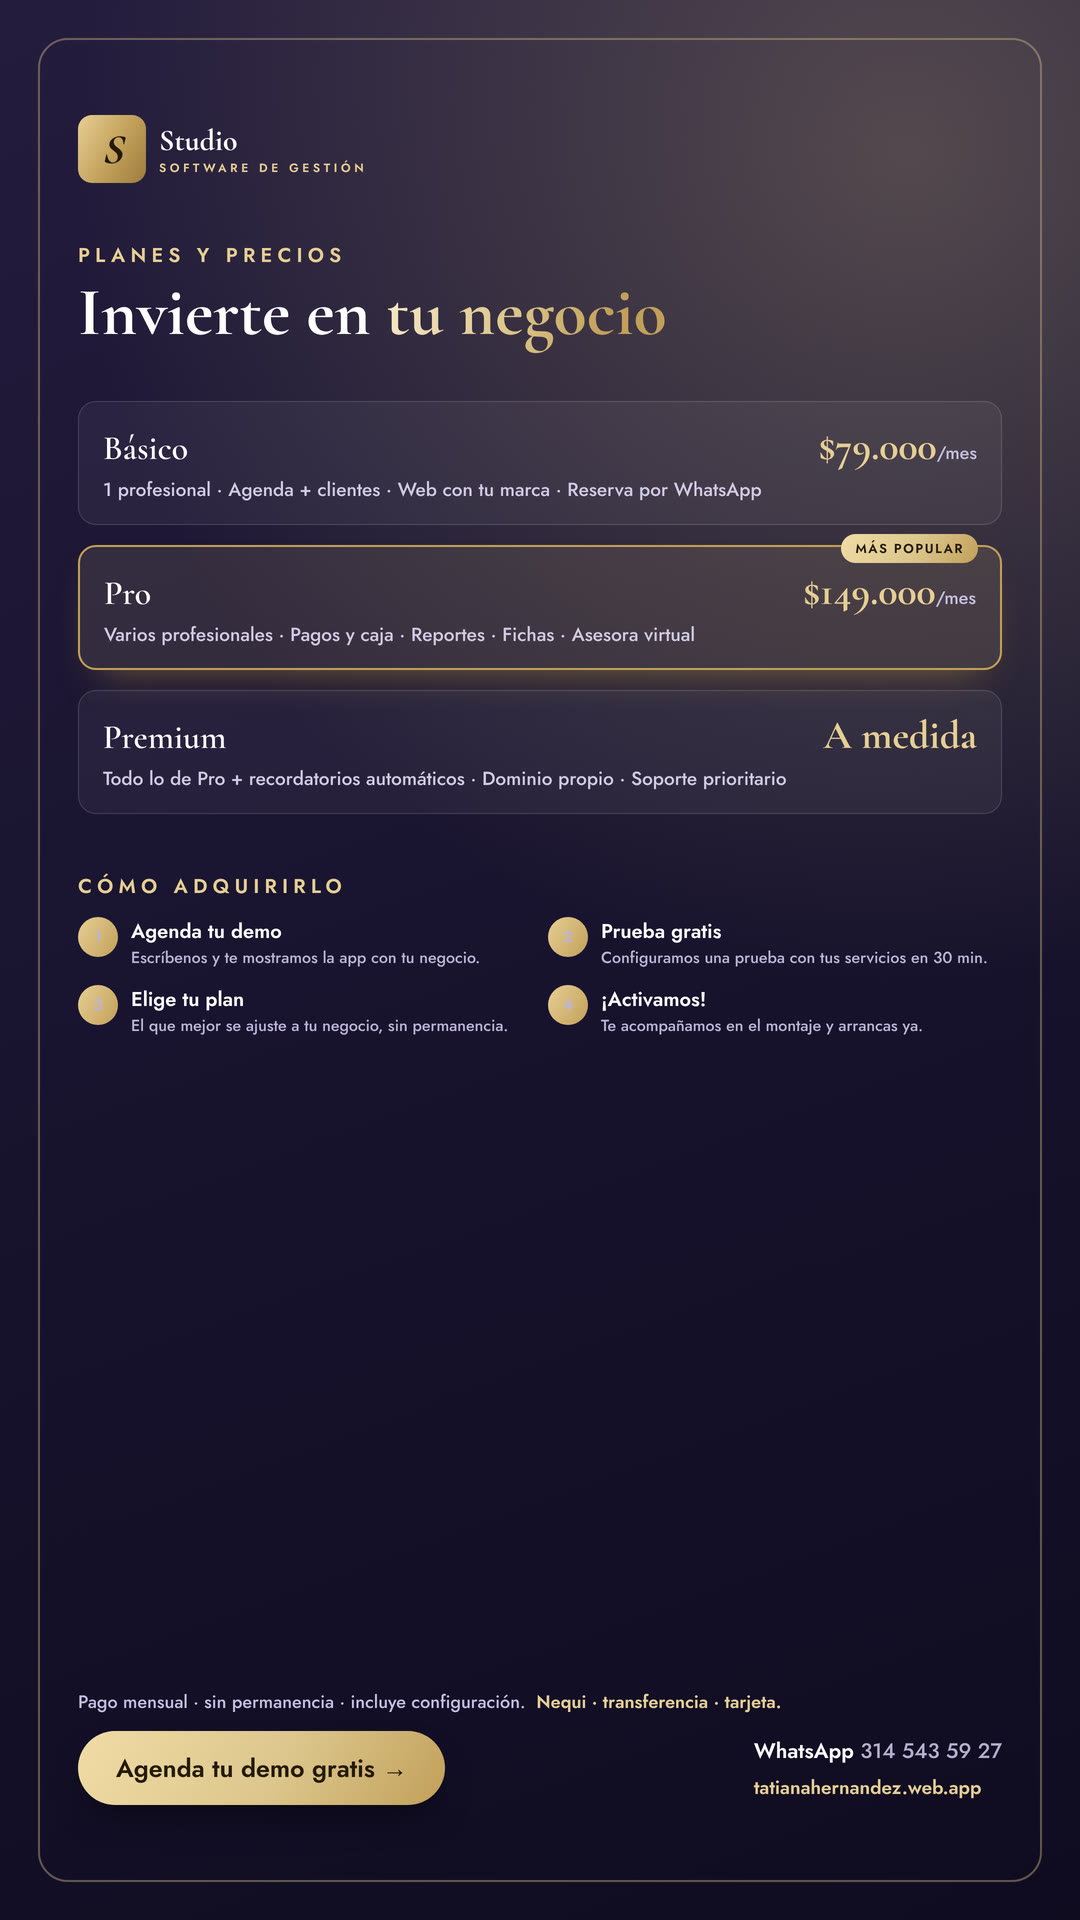 S
Studio
SOFTWARE DE GESTIÓN
PLANES Y PRECIOS
Invierte en tu negocio
Básico
$79.000/mes
1 profesional · Agenda + clientes · Web con tu marca · Reserva por WhatsApp
MÁS POPULAR
Pro
$149.000/mes
Varios profesionales · Pagos y caja · Reportes · Fichas · Asesora virtual
Premium
A medida
Todo lo de Pro + recordatorios automáticos · Dominio propio · Soporte prioritario
CÓMO ADQUIRIRLO
1
Agenda tu demo
Escríbenos y te mostramos la app con tu negocio.
2
Prueba gratis
Configuramos una prueba con tus servicios en 30 min.
3
Elige tu plan
El que mejor se ajuste a tu negocio, sin permanencia.
4
¡Activamos!
Te acompañamos en el montaje y arrancas ya.
Pago mensual · sin permanencia · incluye configuración. Nequi · transferencia · tarjeta.
Agenda tu demo gratis →
WhatsApp 314 543 59 27
tatianahernandez.web.app